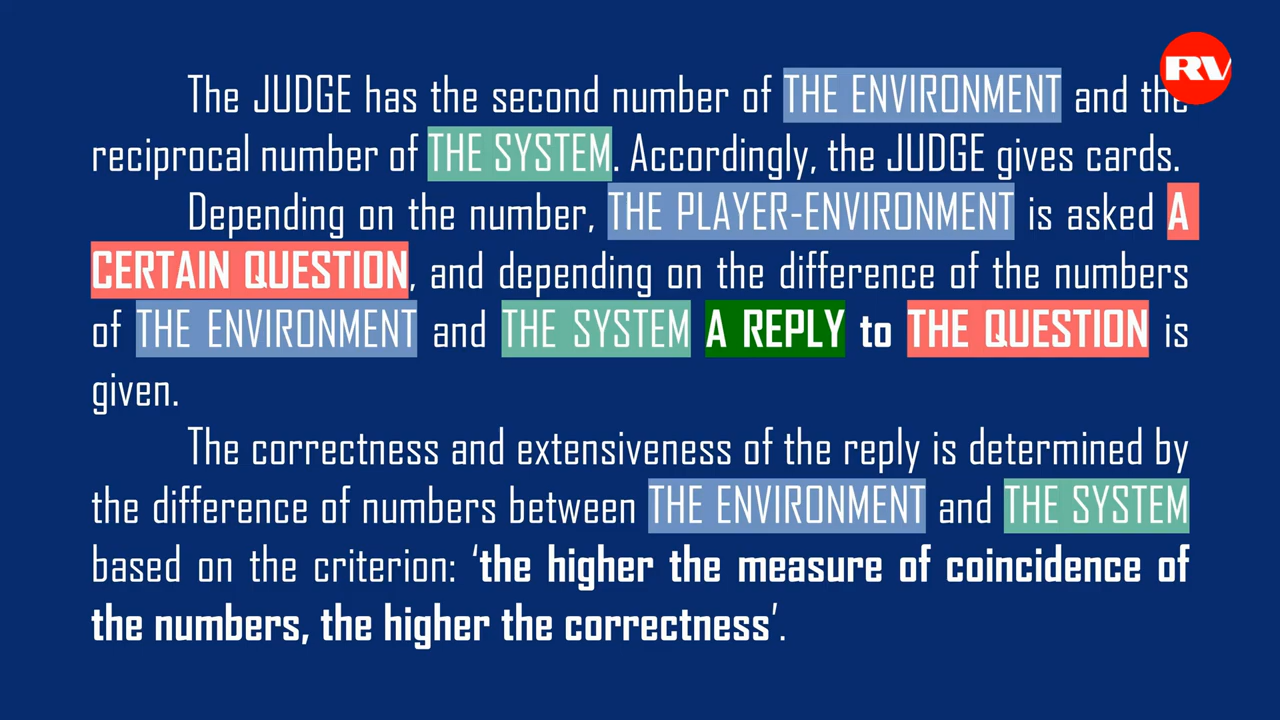 RV
The JUDGE has the second number of THE ENVIRONMENT and the
reciprocal number of THE SYSTEM. Accordingly, the JUDGE gives cards.
Depending on the number, THE PLAYER-ENVIRONMENT is asked A
CERTAIN QUESTION, and depending on the difference of the numbers
of THE ENVIRONMENT and THE SYSTEM A REPLY to THE QUESTION is
given.
The correctness and extensiveness of the reply is determined by
the difference of numbers between THE ENVIRONMENT and THE SYSTEM
based on the criterion: ‘the higher the measure of coincidence of
the numbers, the higher the correctness’.